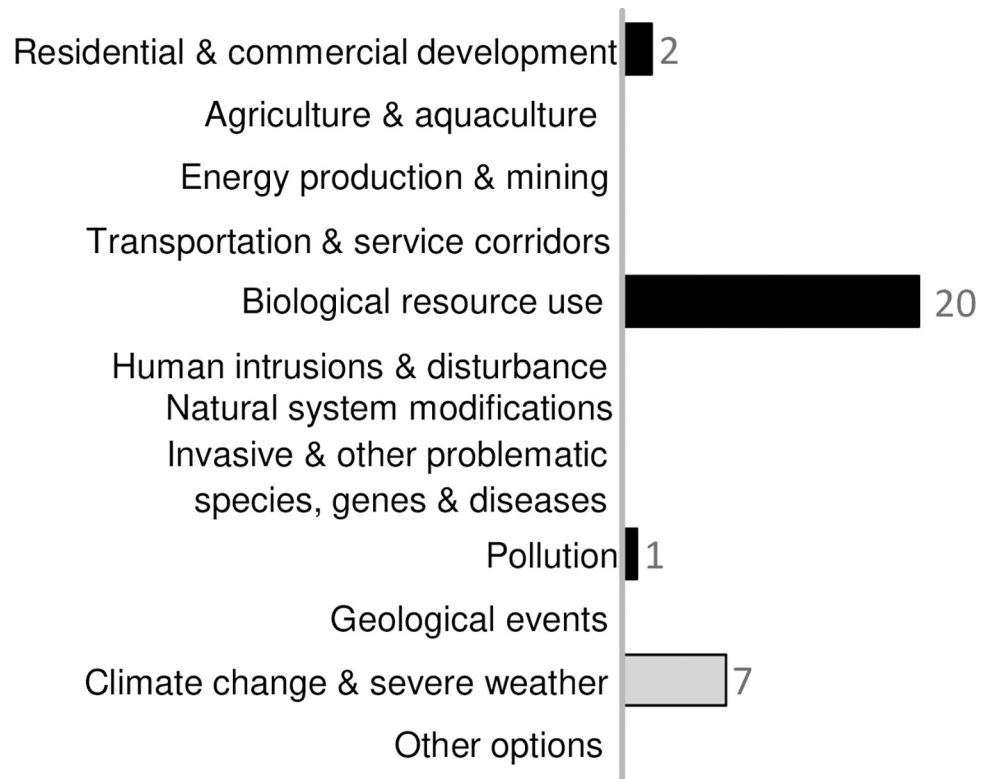 Residential & commercial development 2
Agriculture & aquaculture
Energy production & mining
Transportation & service corridors
Biological resource use 20
Human intrusions & disturbance
Natural system modifications
Invasive & other problematic
species, genes & diseases
Pollution 1
Geological events
Climate change & severe weather 7
Other options